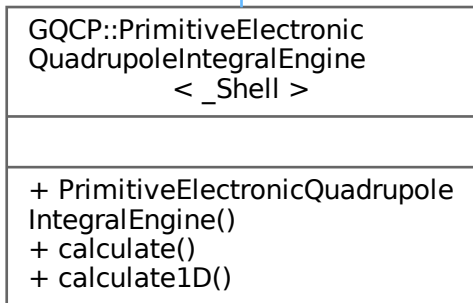 GQCP::PrimitiveElectronic
QuadrupoleIntegralEngine
< _Shell >
+ PrimitiveElectronicQuadrupole
IntegralEngine()
+ calculate()
+ calculate1D()